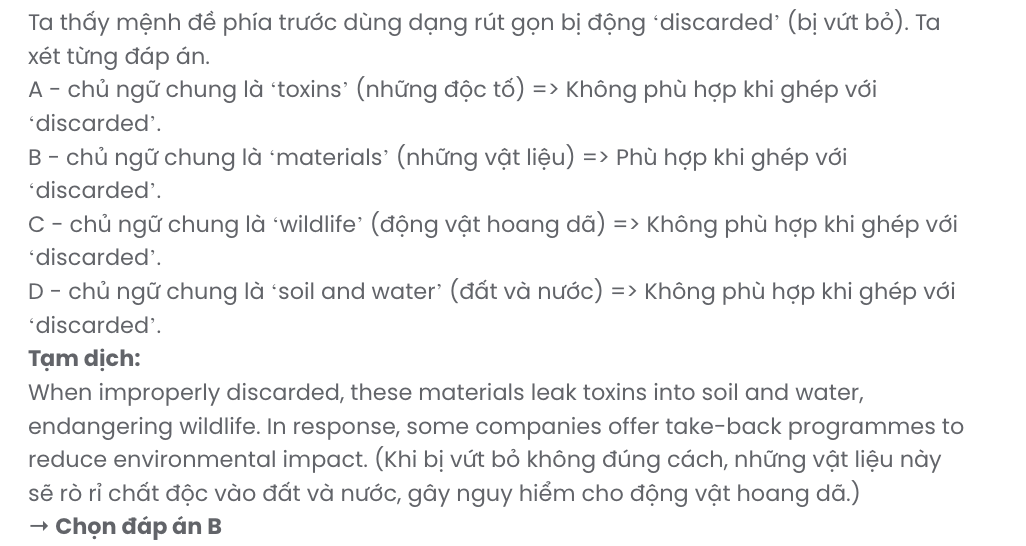 Ta thấy mệnh đề phía trước dùng dạng rút gọn bị động ‘discarded’ (bị vứt bỏ). Ta
xét từng đáp án.
A - chủ ngữ chung là ‘toxins’ (những độc tố) => Không phù hợp khi ghép với
‘discarded’.
B - chủ ngữ chung là ‘materials’ (những vật liệu) => Phù hợp khi ghép với
‘discarded’.
C - chủ ngữ chung là ‘wildlife’ (động vật hoang dã) => Không phù hợp khi ghép với
‘discarded’.
D - chủ ngữ chung là ‘soil and water’ (đất và nước) => Không phù hợp khi ghép với
‘discarded’.
Tạm dịch:
When improperly discarded, these materials leak toxins into soil and water,
endangering wildlife. In response, some companies offer take-back programmes to
reduce environmental impact. (Khi bị vứt bỏ không đúng cách, những vật liệu này
sẽ rò rỉ chất độc vào đất và nước, gây nguy hiểm cho động vật hoang dã.)
→ Chọn đáp án B